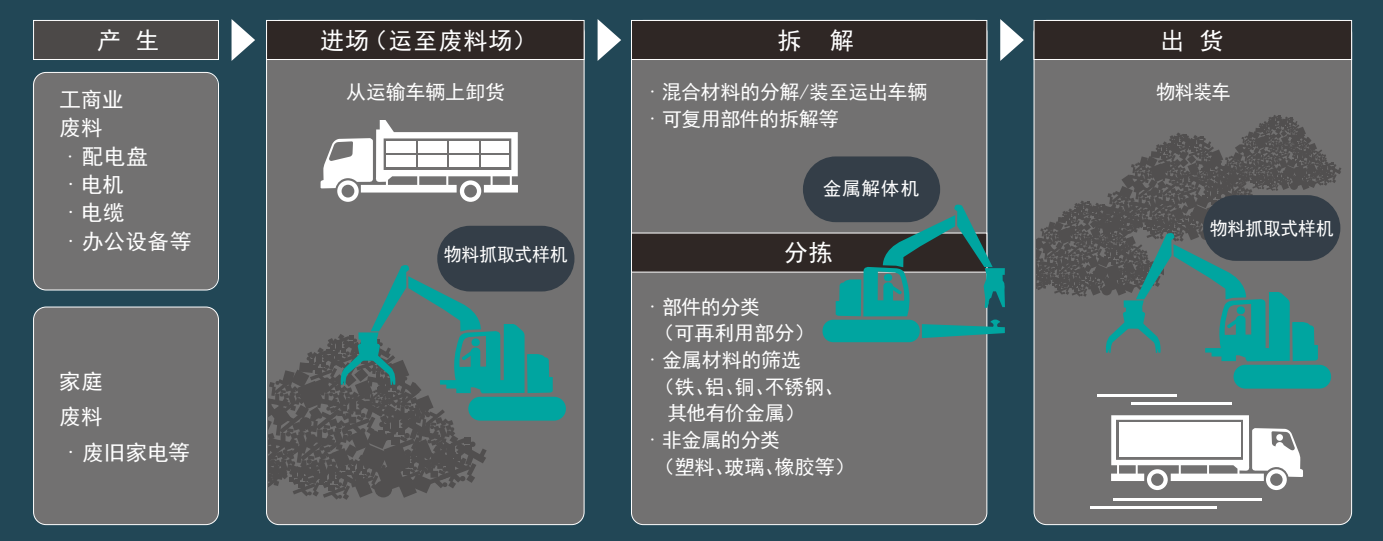 产 生
工商业
废料
· 配电盘
· 电机
· 电缆
· 办公设备等
家庭
废料
· 废旧家电等
进场（运至废料场）
从运输车辆上卸货
物料抓取式样机
拆 解
· 混合材料的分解/装至运出车辆
· 可复用部件的拆解等
金属解体机
分拣
· 部件的分类
（可再利用部分）
· 金属材料的筛选
（铁、铝、铜、不锈钢、
其他有价金属）
· 非金属的分类
（塑料、玻璃、橡胶等）
出 货
物料装车
物料抓取式样机